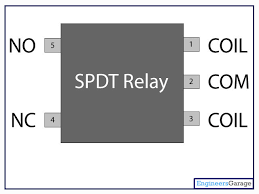 NO 5 SPDT Relay 1 COIL
2 COM
NC 4 3 COIL
EngineersGarage